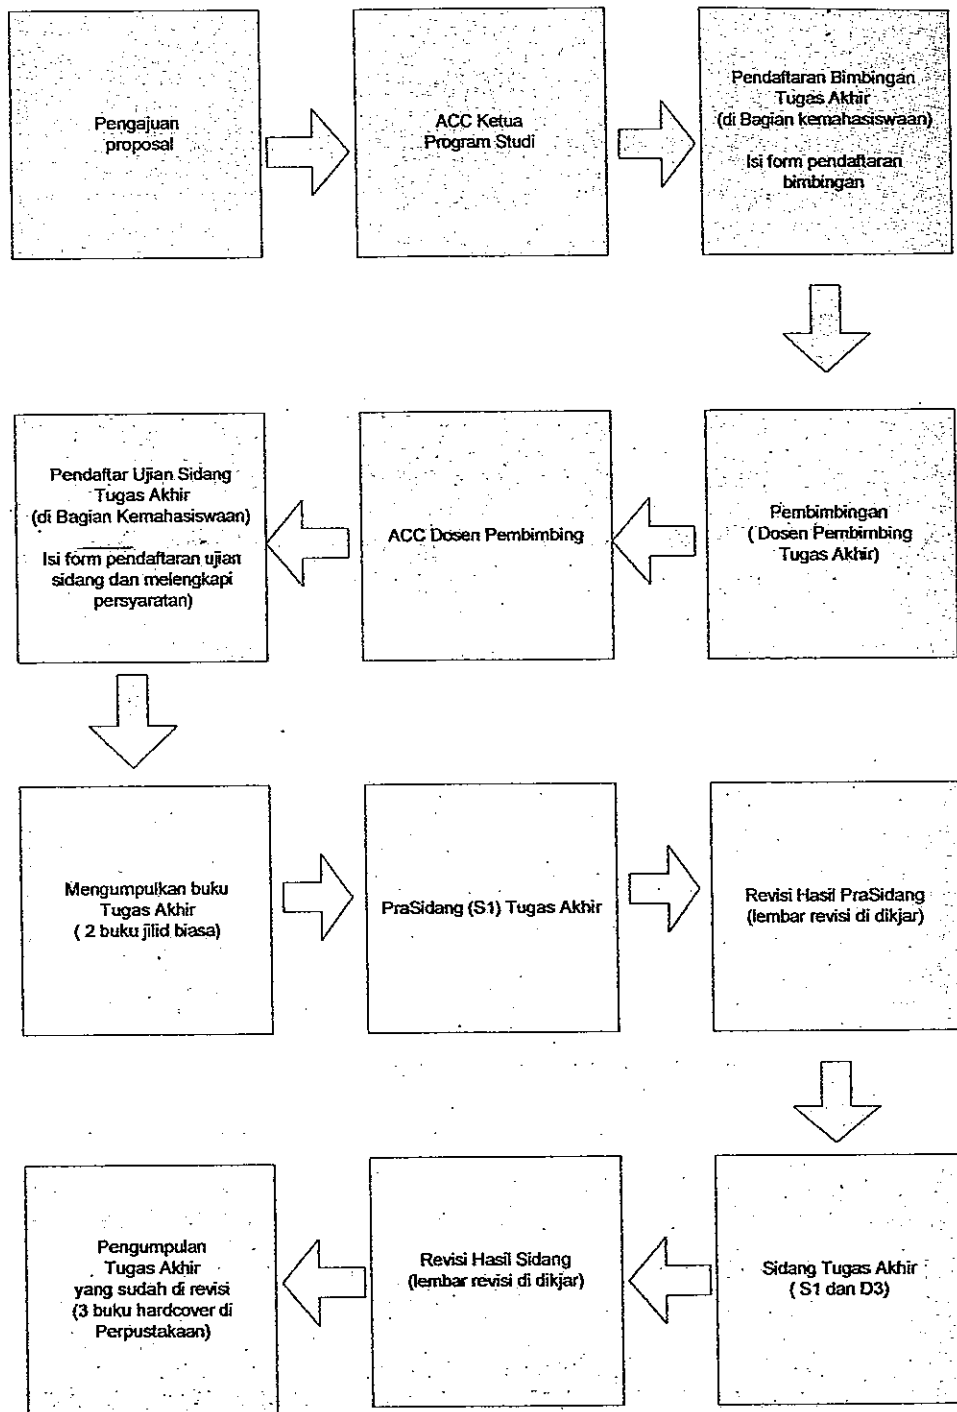 Pengajuan
proposal
ACC Ketua
Program Studi
Pendaftaran Bimbingan
Tugas Akhir
(di Bagian kemahasiswaan)
Isi form pendaftaran
bimbingan
Pembimbingan
( Dosen Pembimbing
Tugas Akhir)
ACC Dosen Pembimbing
Pendaftar Ujian Sidang
Tugas Akhir
(di Bagian Kemahasiswaan)
Isi form pendaftaran ujian
sidang dan melengkapi
persyaratan)
Mengumpulkan buku
Tugas Akhir
( 2 buku jilid biasa)
PraSidang (S1) Tugas Akhir
Revisi Hasil PraSidang
(lembar revisi di dikjar)
Sidang Tugas Akhir
( S1 dan D3)
Revisi Hasil Sidang
(lembar revisi di dikjar)
Pengumpulan
Tugas Akhir
yang sudah di revisi
(3 buku hardcover di
Perpustakaan)